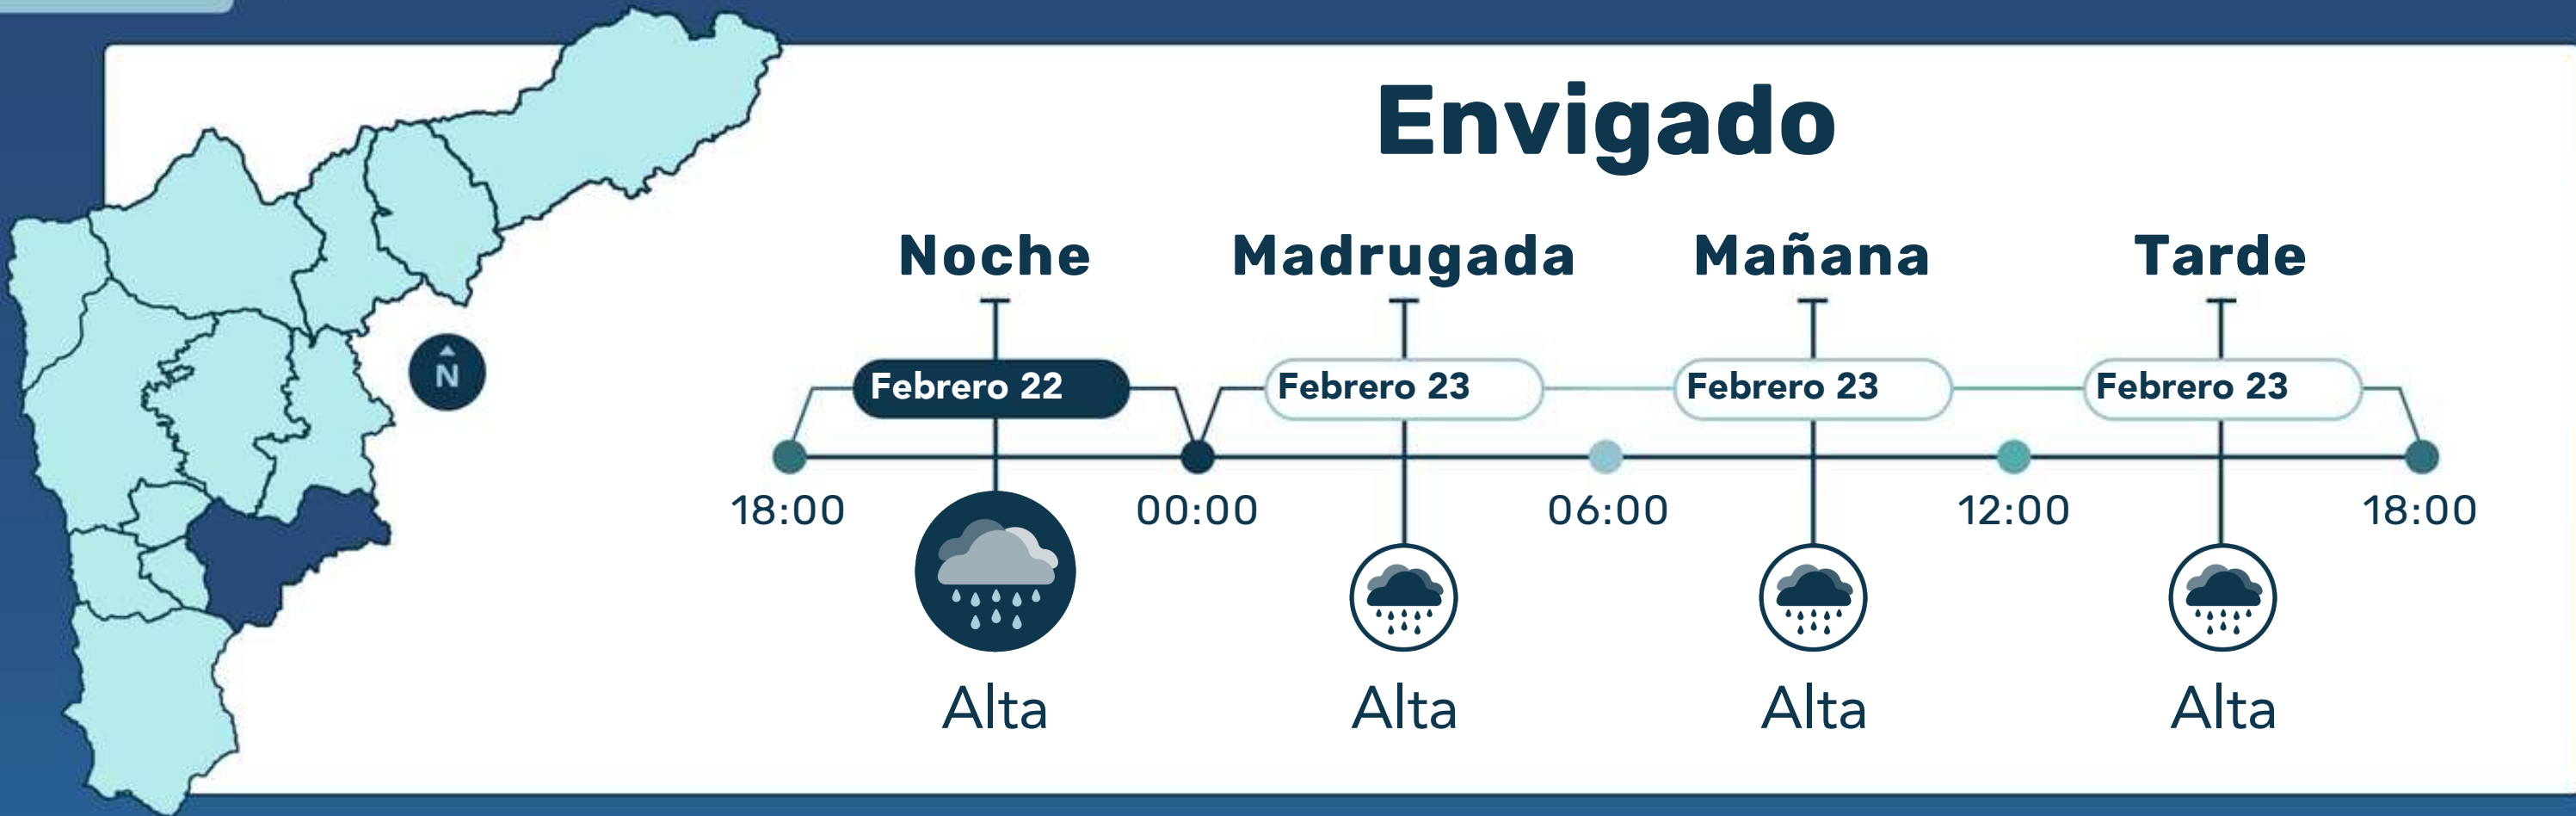 Envigado
Noche Madrugada Mañana Tarde
Febrero 22 Febrero 23 Febrero 23 Febrero 23
N
18:00 00:00 06:00 12:00 18:00
Alta Alta Alta Alta